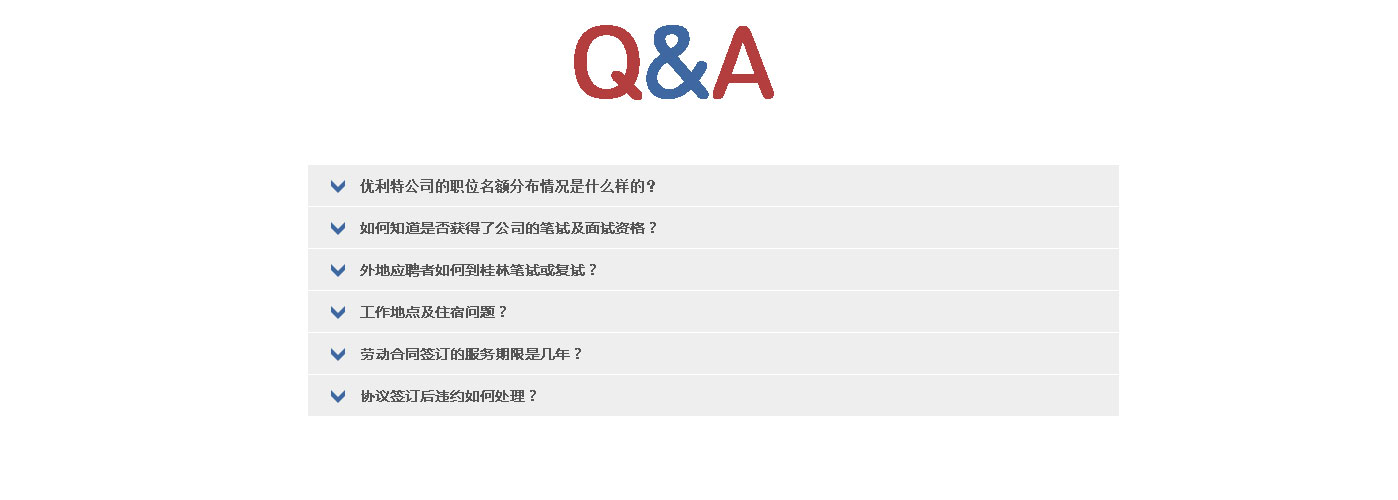 Q&A
优利特公司的职位名额分布情况是什么样的?
如何知道是否获得了公司的笔试及面试资格？
外地应聘者如何到桂林笔试或复试？
工作地点及住宿问题？
劳动合同签订的服务期限是几年？
协议签订后违约如何处理？